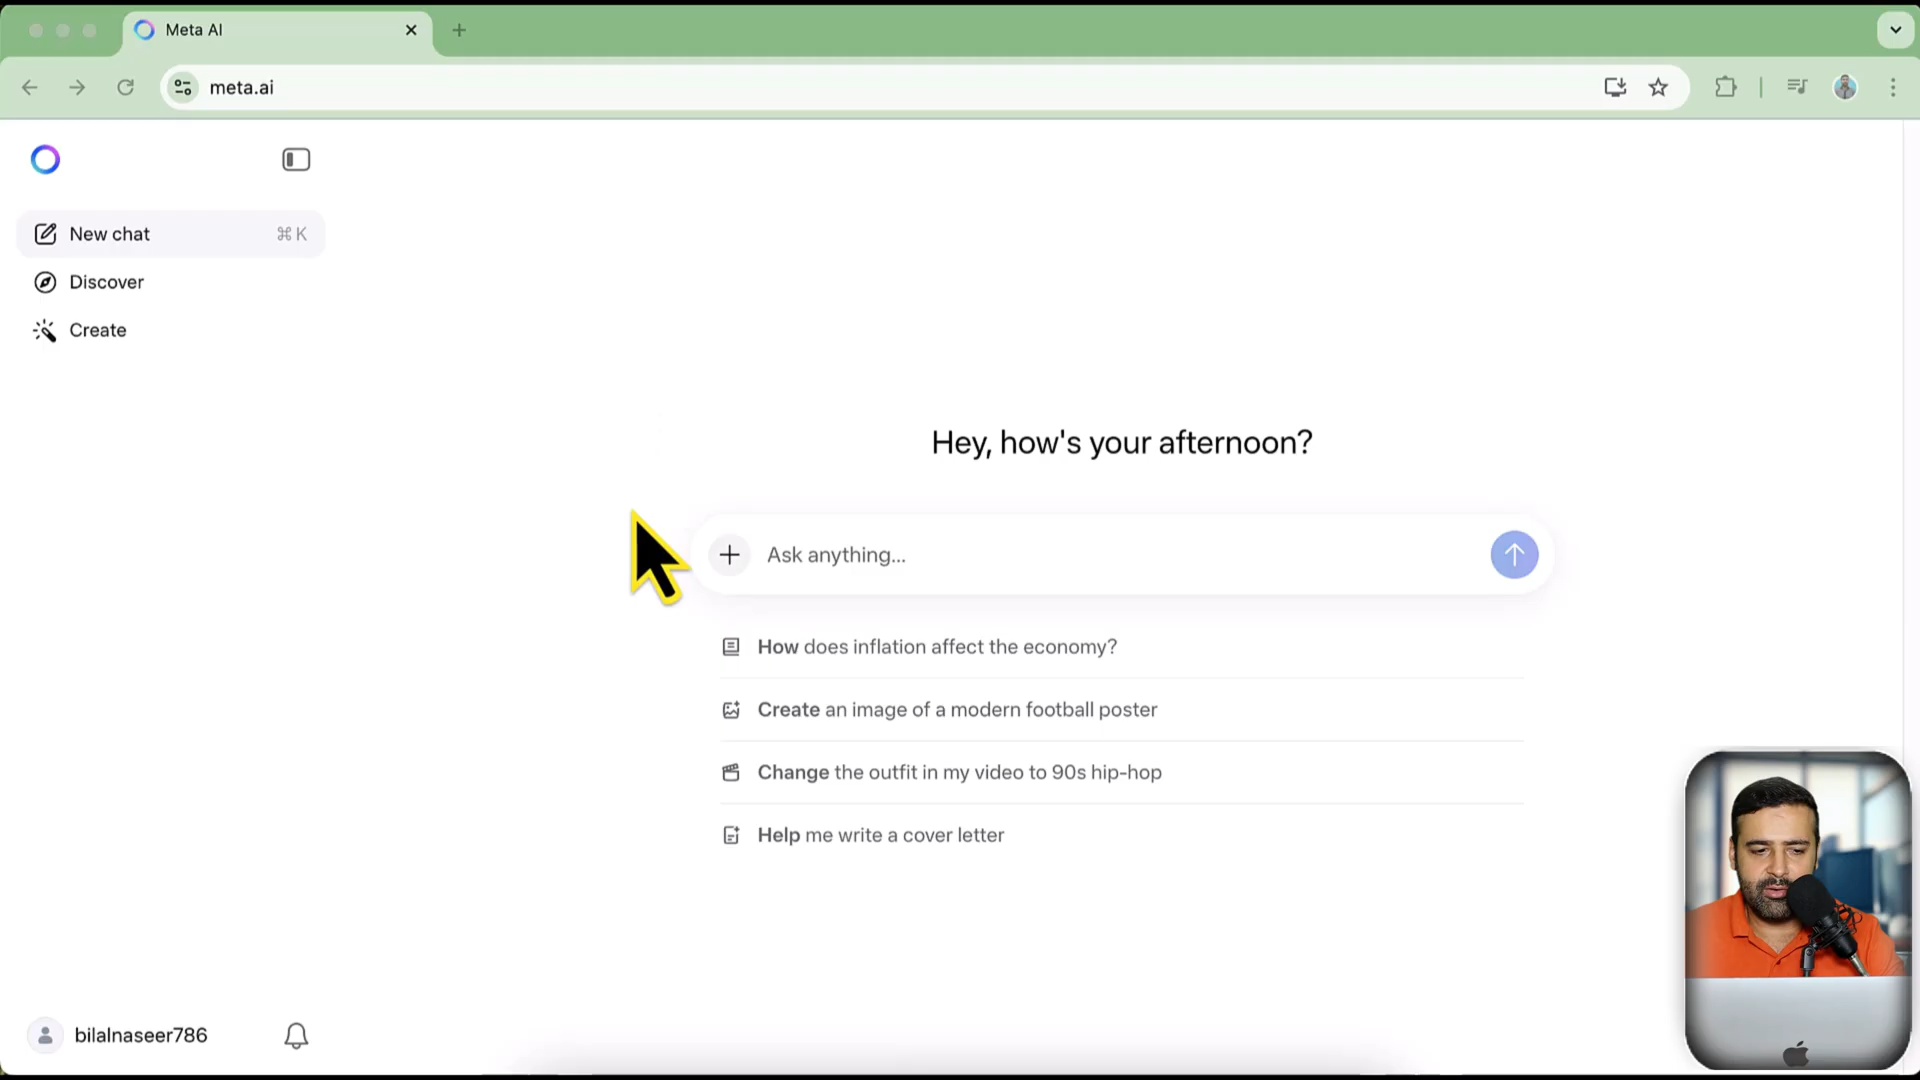 Meta AI
meta.ai
New chat ⌘ K
Discover
Create
Hey, how's your afternoon?
Ask anything...
How does inflation affect the economy?
Create an image of a modern football poster
Change the outfit in my video to 90s hip-hop
Help me write a cover letter
bilalnaseer786